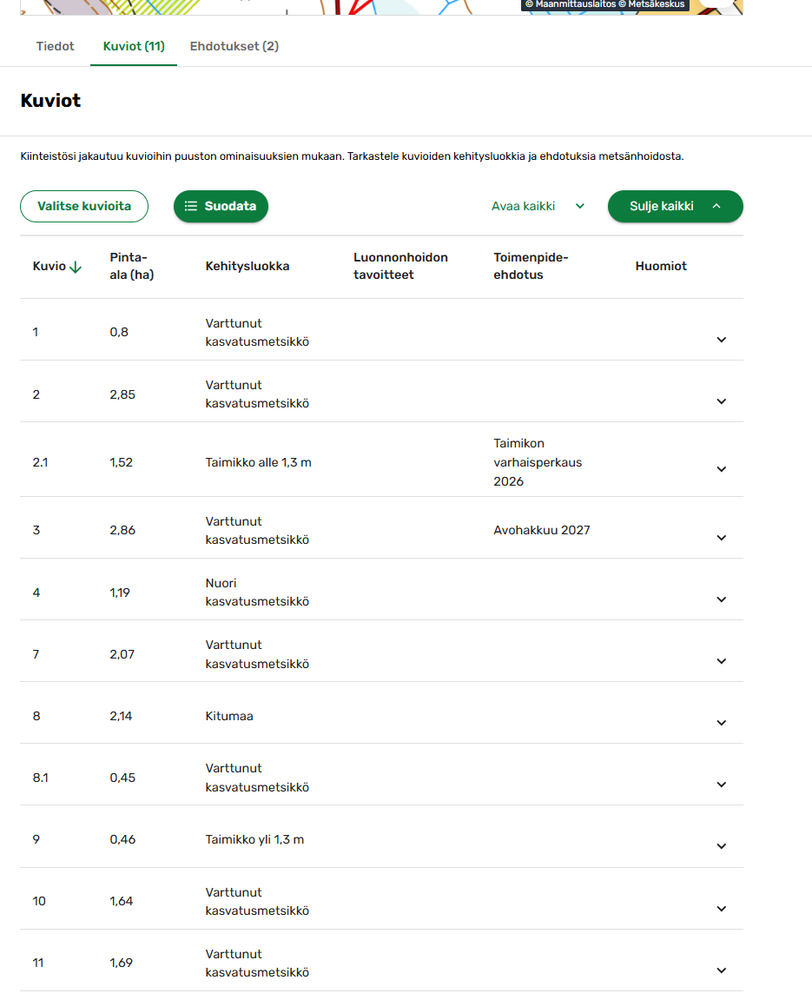 © Maanmittauslaitos © Metsäkeskus
Tiedot Kuviot (11) Ehdotukset (2)
Kuviot
Kiinteistösi jakautuu kuvioihin puuston ominaisuuksien mukaan. Tarkastele kuvioiden kehitysluokkia ja ehdotuksia metsänhoidosta.
Valitse kuvioita Suodata Avaa kaikki Sulje kaikki
Kuvio Pinta-
ala (ha) Kehitysluokka Luonnonhoidon
tavoitteet Toimenpide-
ehdotus Huomiot
1 0,8 Varttunut
kasvatusmetsikkö
2 2,85 Varttunut
kasvatusmetsikkö
2.1 1,52 Taimikko alle 1,3 m Taimikon
varhaisperkaus
2026
3 2,86 Varttunut
kasvatusmetsikkö Avohakkuu 2027
4 1,19 Nuori
kasvatusmetsikkö
7 2,07 Varttunut
kasvatusmetsikkö
8 2,14 Kitumaa
8.1 0,45 Varttunut
kasvatusmetsikkö
9 0,46 Taimikko yli 1,3 m
10 1,64 Varttunut
kasvatusmetsikkö
11 1,69 Varttunut
kasvatusmetsikkö